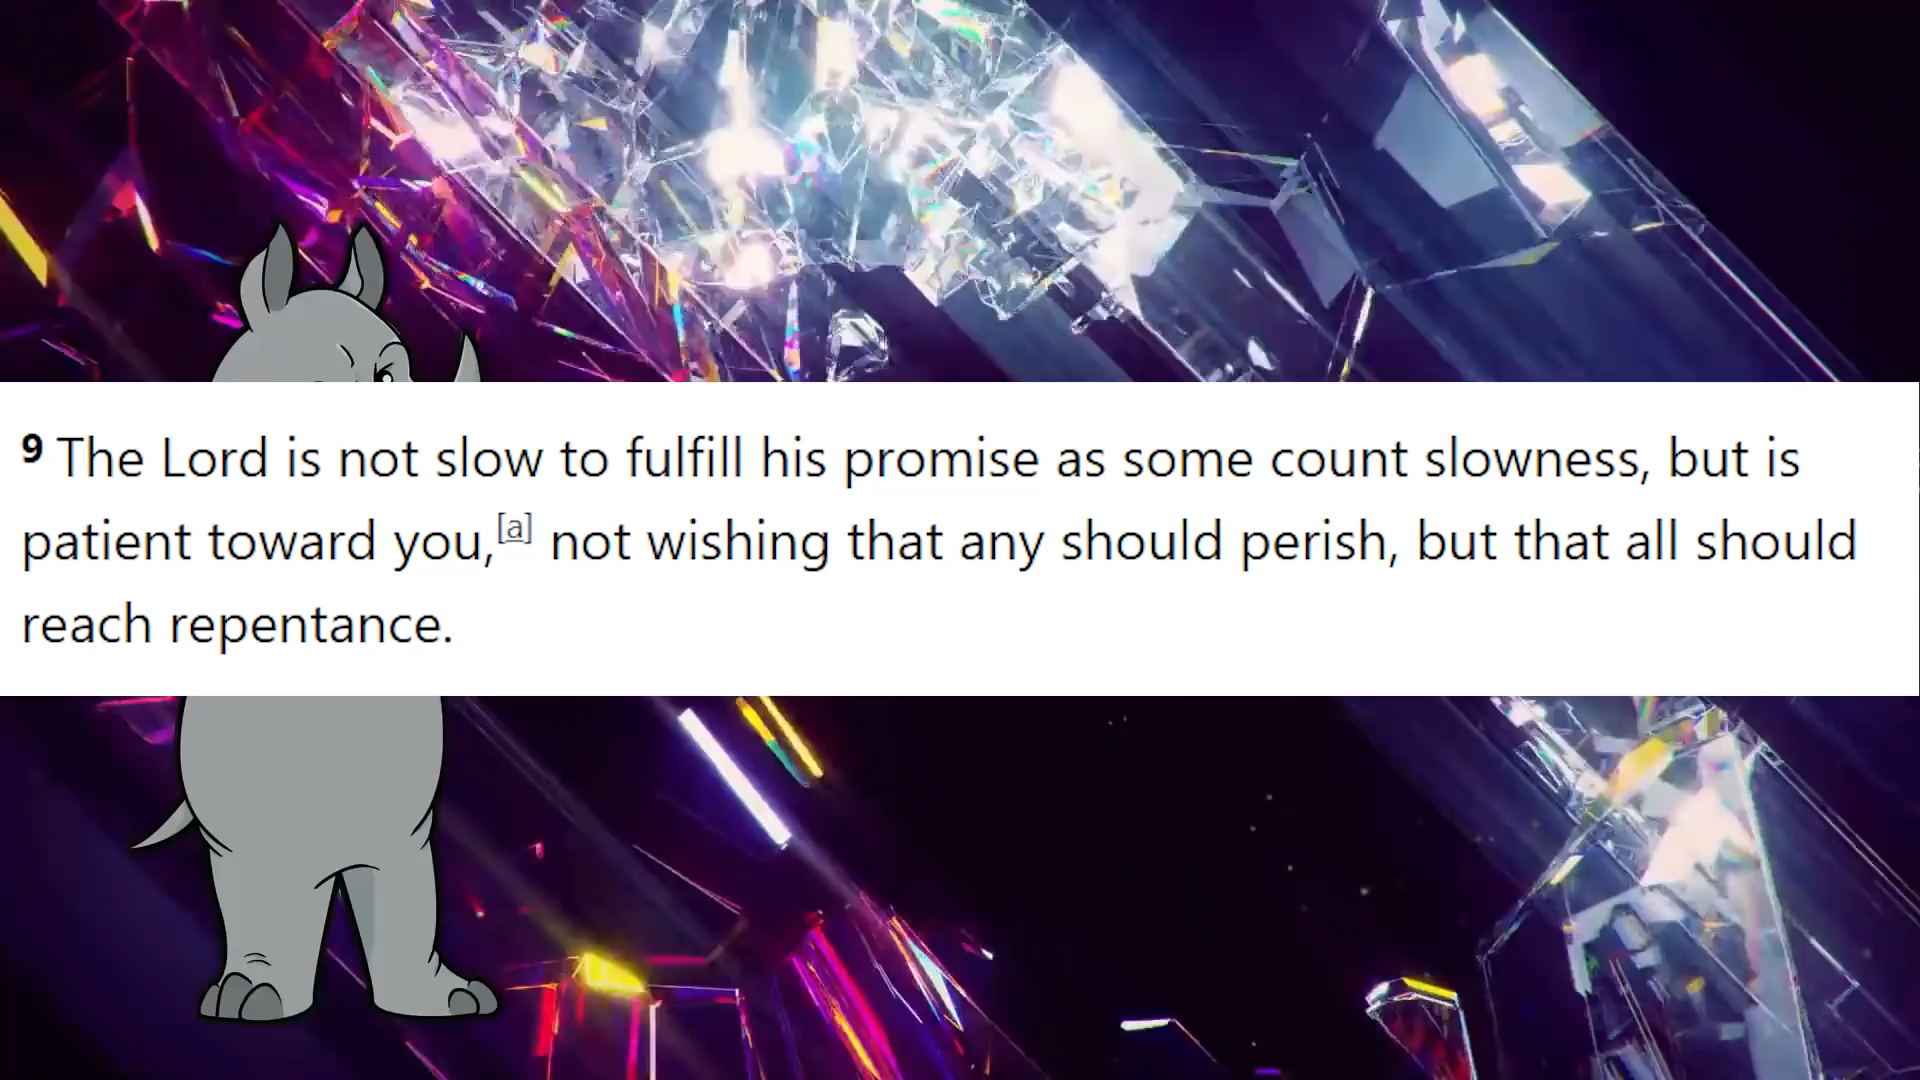 9 The Lord is not slow to fulfill his promise as some count slowness, but is
patient toward you,[a] not wishing that any should perish, but that all should
reach repentance.